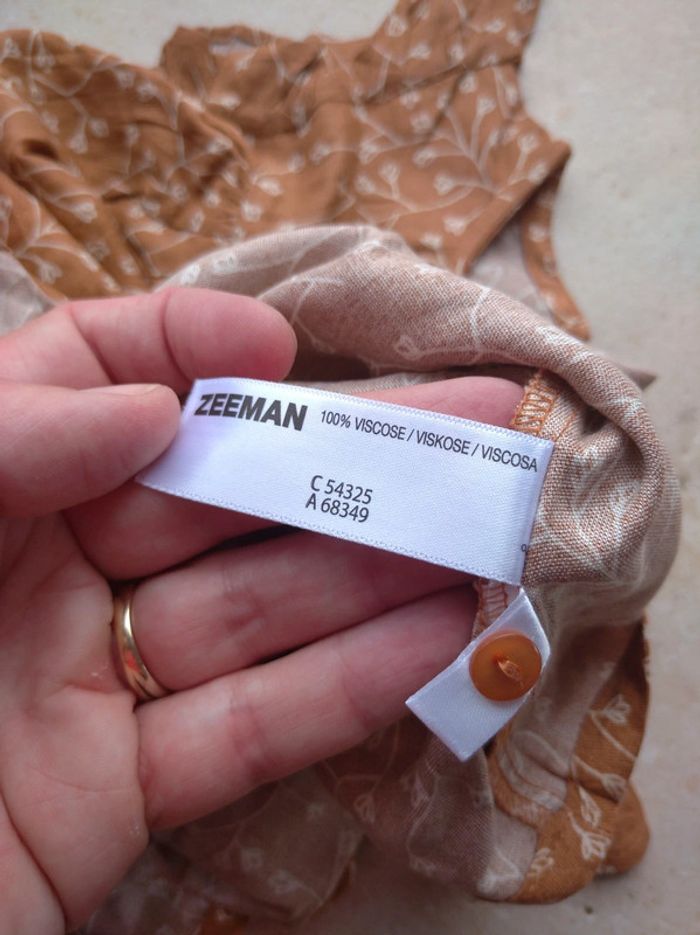 ZEEMAN 100% VISCOSE / VISKOSE / VISCOSA
C 54325
A 68349